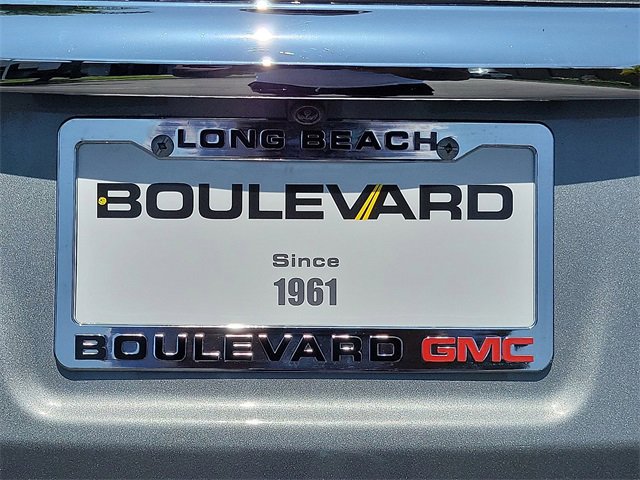 LONG BEACH
BOULEVARD
Since
1961
BOULEVARD GMC